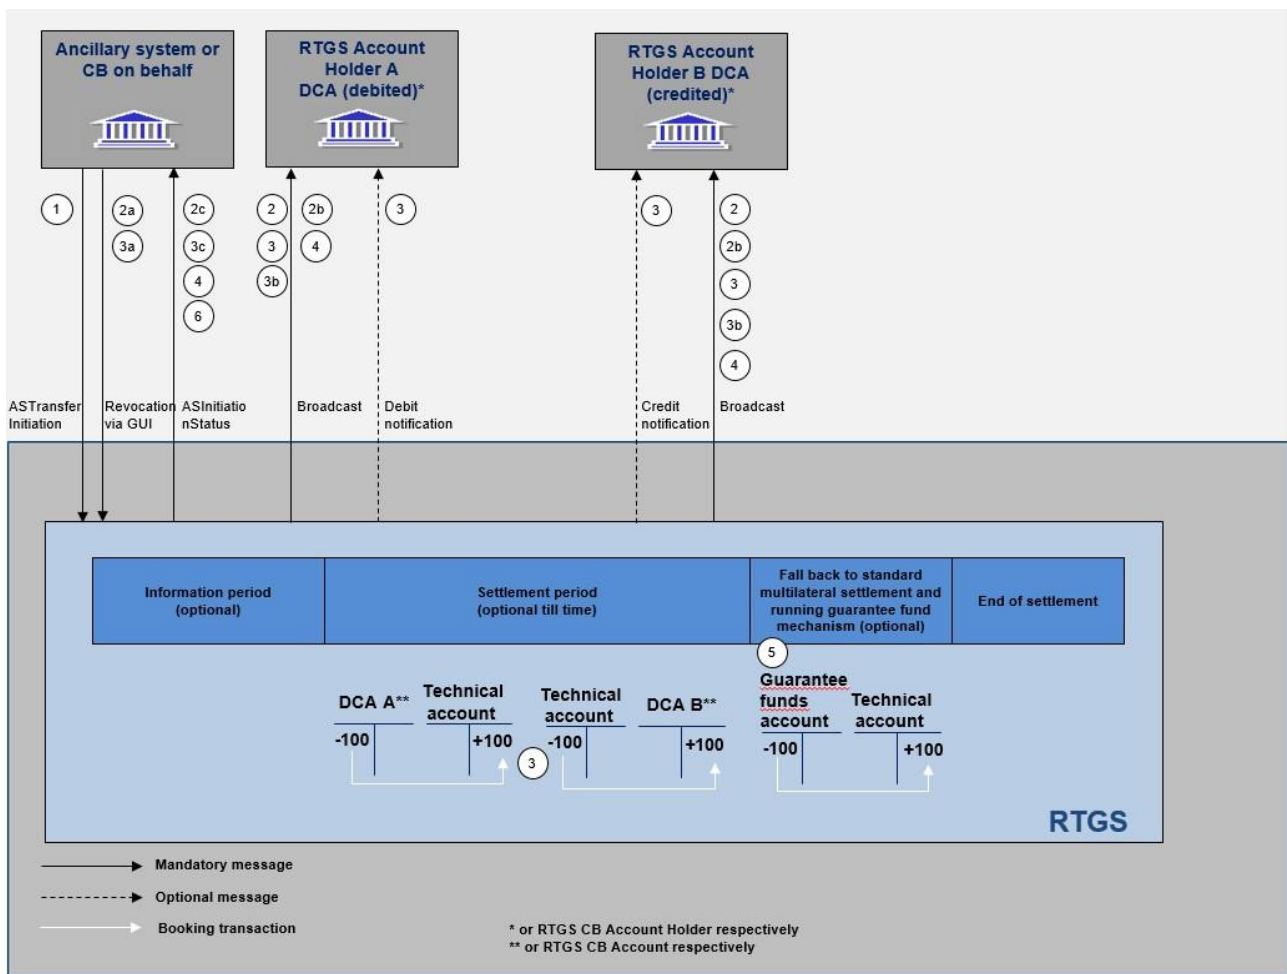 Ancillary system or
CB on behalf
RTGS Account
Holder A
DCA (debited)*
RTGS Account
Holder B DCA
(credited)*
1
2a
3a
2c
3c
4
6
2
3
3b
2b
4
3
3
2
2b
3
3b
4
ASTransfer
Initiation
Revocation
via GUI
ASInitiatio
nStatus
Broadcast
Debit
notification
Credit
notification
Broadcast
Information period
(optional)
Settlement period
(optional till time)
Fall back to standard
multilateral settlement and
running guarantee fund
mechanism (optional)
End of settlement
5
DCA A**
Technical
account
Technical
account
DCA B**
Guarantee
funds
account
Technical
account
-100
+100
3
-100
+100
-100
+100
RTGS
Mandatory message
Optional message
Booking transaction
* or RTGS CB Account Holder respectively
** or RTGS CB Account respectively